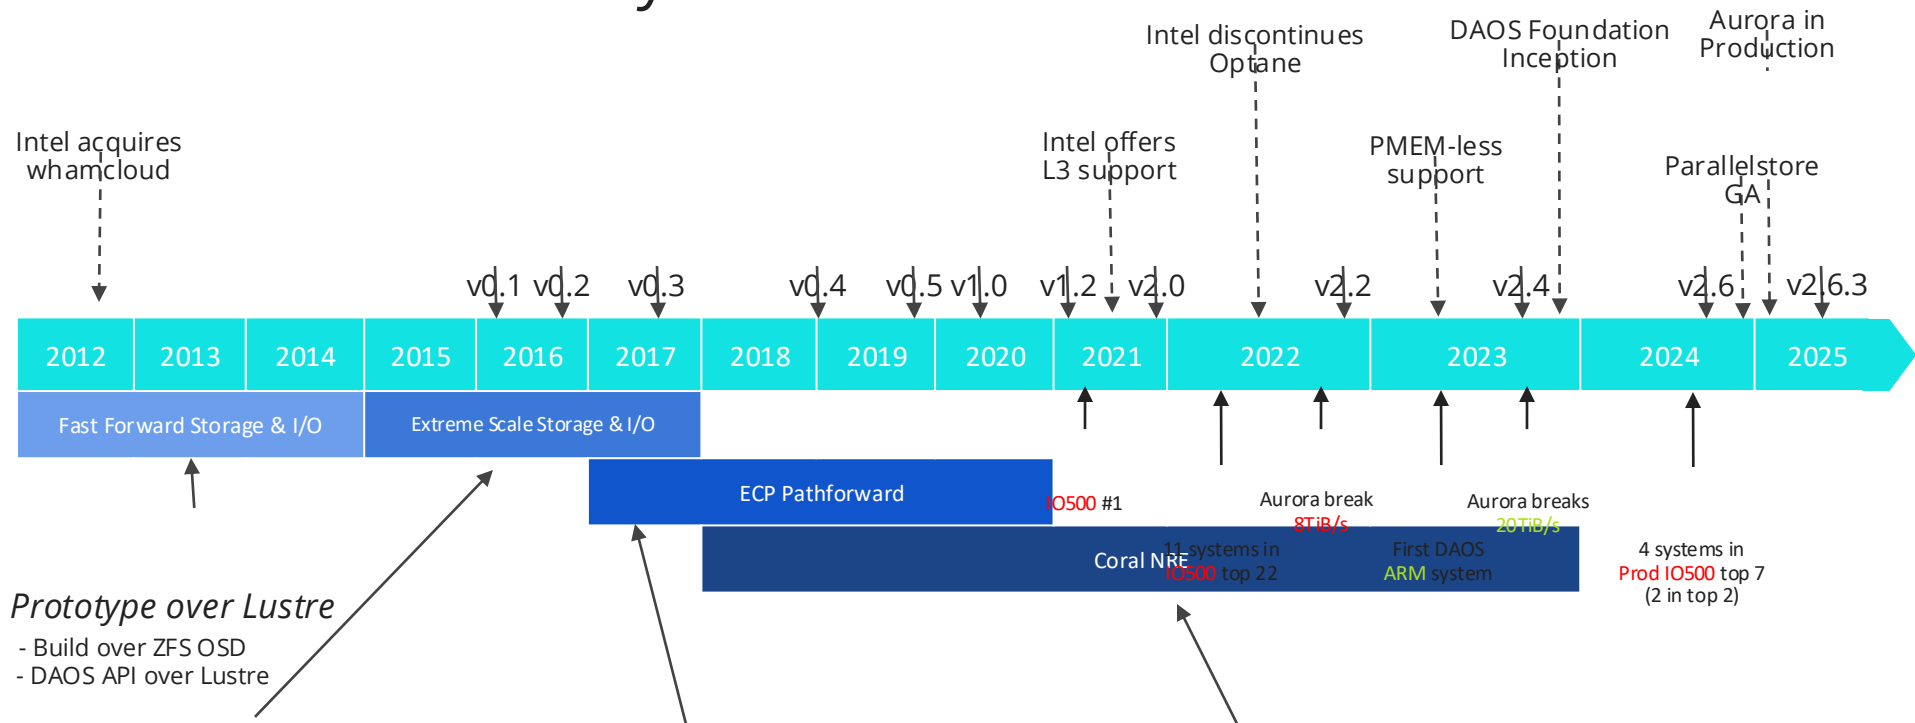 Intel discontinues
Optane
DAOS Foundation
Inception
Aurora in
Production
Intel acquires
whamcloud
Intel offers
L3 support
PMEM-less
support
Parallelstore
GA
v0.1 v0.2 v0.3 v0.4 v0.5 v1.0 v1.2 v2.0 v2.2 v2.4 v2.6 v2.6.3
2012 2013 2014 2015 2016 2017 2018 2019 2020 2021 2022 2023 2024 2025
Fast Forward Storage & I/O
Extreme Scale Storage & I/O
ECP Pathforward
Coral NRE
IO500 #1
11 systems in
IO500 top 22
Aurora break
8TiB/s
First DAOS
ARM system
Aurora breaks
20TiB/s
4 systems in
Prod IO500 top 7
(2 in top 2)
Prototype over Lustre
- Build over ZFS OSD
- DAOS API over Lustre